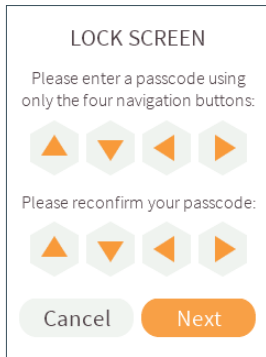 LOCK SCREEN
Please enter a passcode using
only the four navigation buttons:
Please reconfirm your passcode:
Cancel
Next